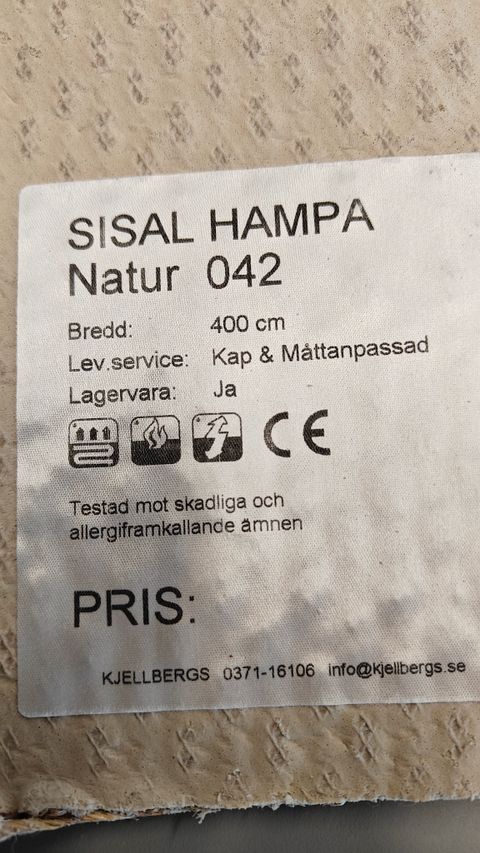 SISAL HAMPA
Natur 042
Bredd: 400 cm
Lev.service: Kap & Måttanpassad
Lagervara: Ja
CE
Testad mot skadliga och
allergiframkallande ämnen
PRIS:
KJELLBERGS 0371-16106 info@kjellbergs.se